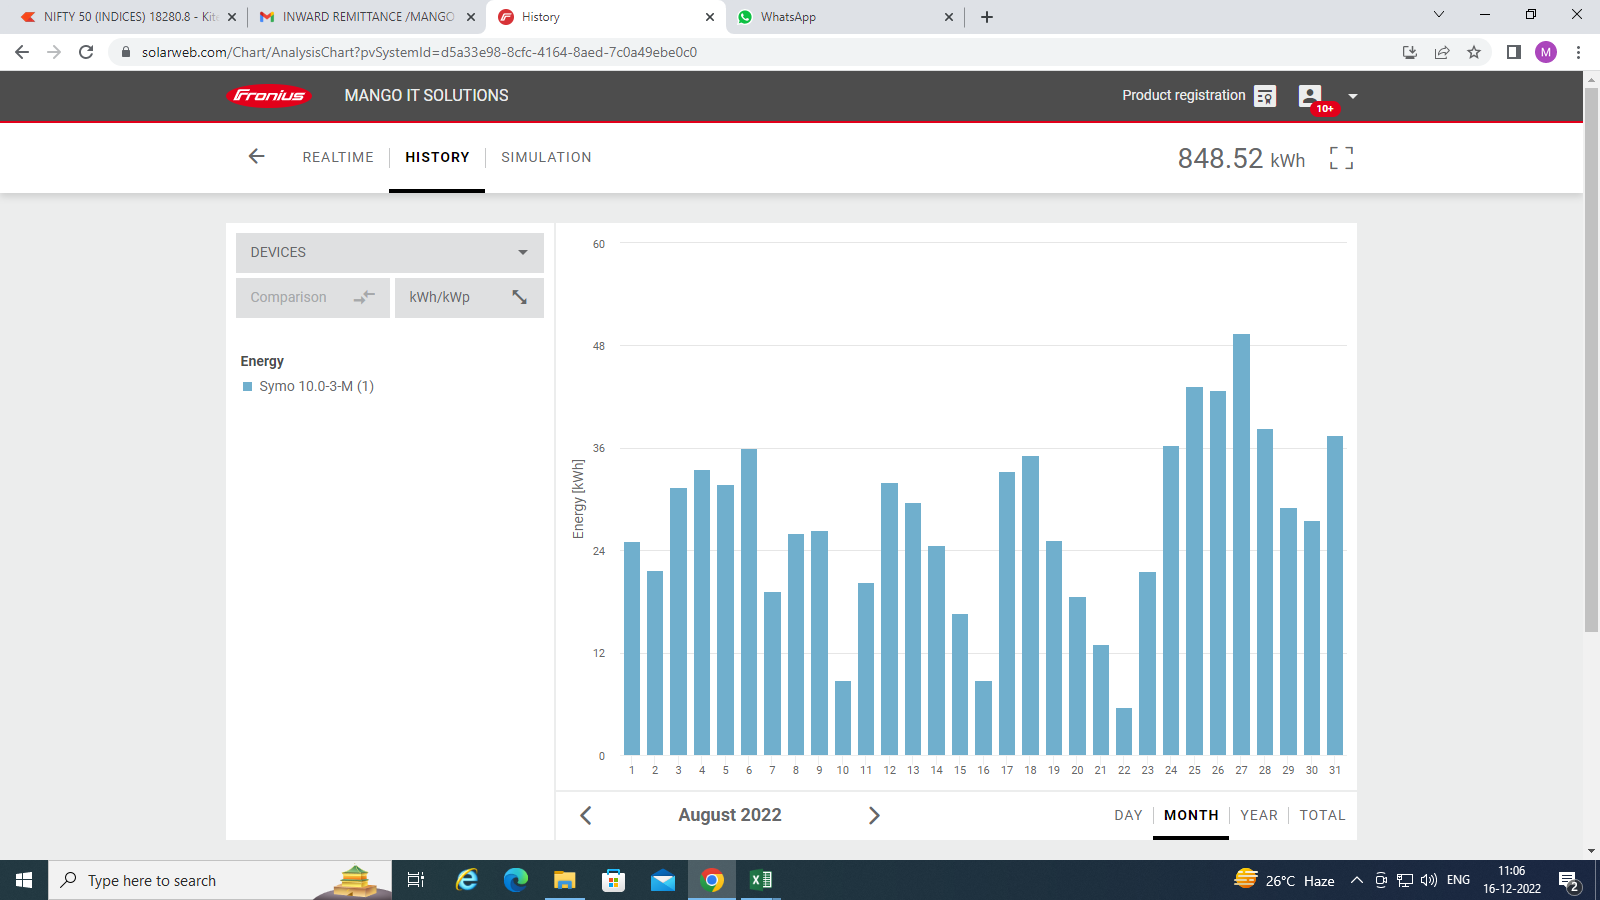 NIFTY 50 (INDICES) 18280.8 - Kite
INWARD REMITTANCE /MANGO
History
WhatsApp
solarweb.com/Chart/AnalysisChart?pvSystemId=d5a33e98-8cfc-4164-8aed-7c0a49ebe0c0
M
Fronius
MANGO IT SOLUTIONS
Product registration
10+
REALTIME
HISTORY
SIMULATION
848.52 kWh
DEVICES
Comparison
kWh/kWp
Energy
Symo 10.0-3-M (1)
Energy [kWh]
60
48
36
24
12
0
1 2 3 4 5 6 7 8 9 10 11 12 13 14 15 16 17 18 19 20 21 22 23 24 25 26 27 28 29 30 31
August 2022
DAY
MONTH
YEAR
TOTAL
Type here to search
26°C Haze
ENG
11:06
16-12-2022
2